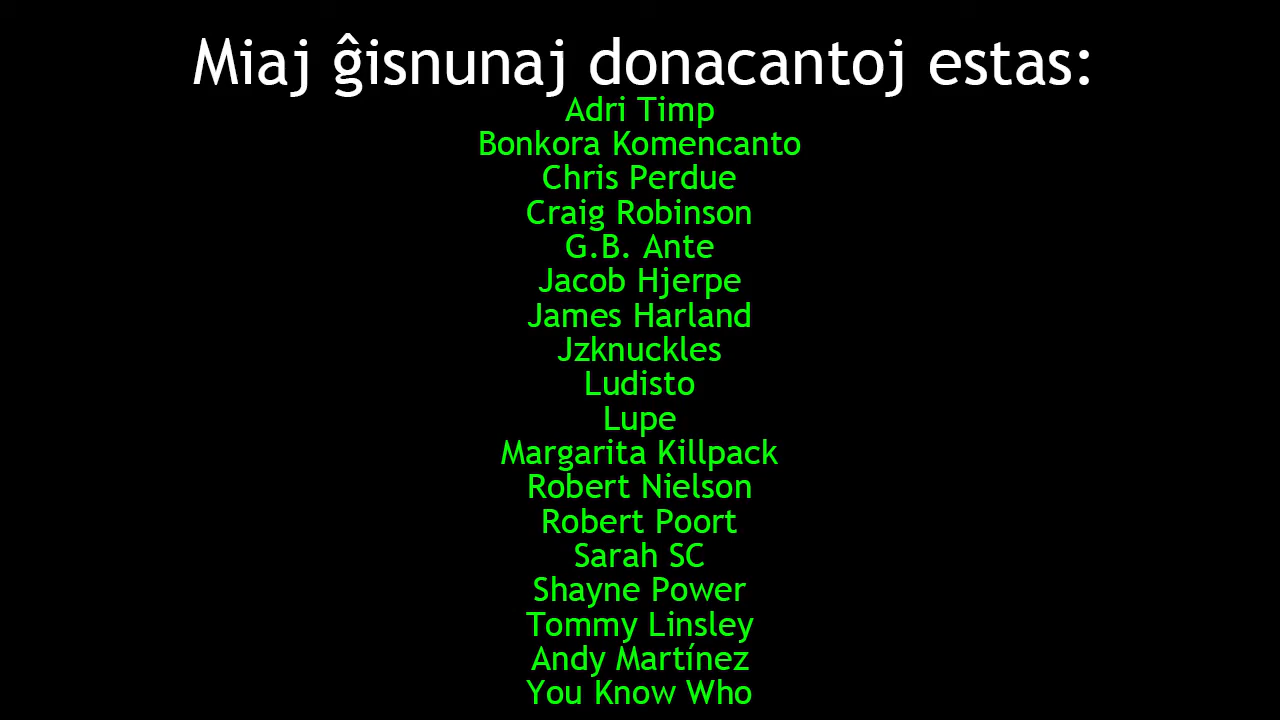 Miaj ĝisnunaj donacantoj estas:
Adri Timp
Bonkora Komencanto
Chris Perdue
Craig Robinson
G.B. Ante
Jacob Hjerpe
James Harland
Jzknuckles
Ludisto
Lupe
Margarita Killpack
Robert Nielson
Robert Poort
Sarah SC
Shayne Power
Tommy Linsley
Andy Martínez
You Know Who